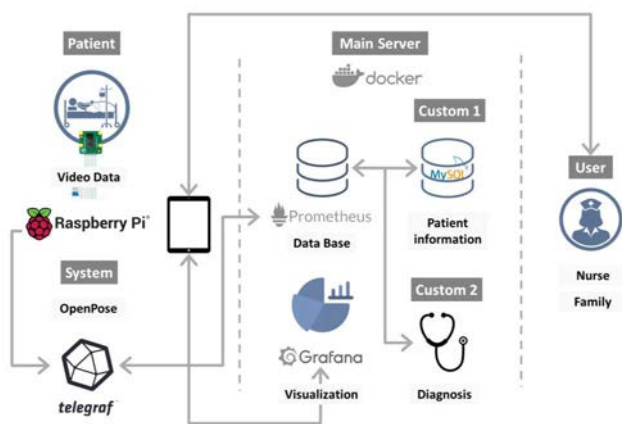 Patient
Video Data
Raspberry Pi
System
OpenPose
telegraf
Main Server
docker
Custom 1
MySQL
Prometheus
Data Base
Patient
information
Custom 2
Grafana
Visualization
Diagnosis
User
Nurse
Family